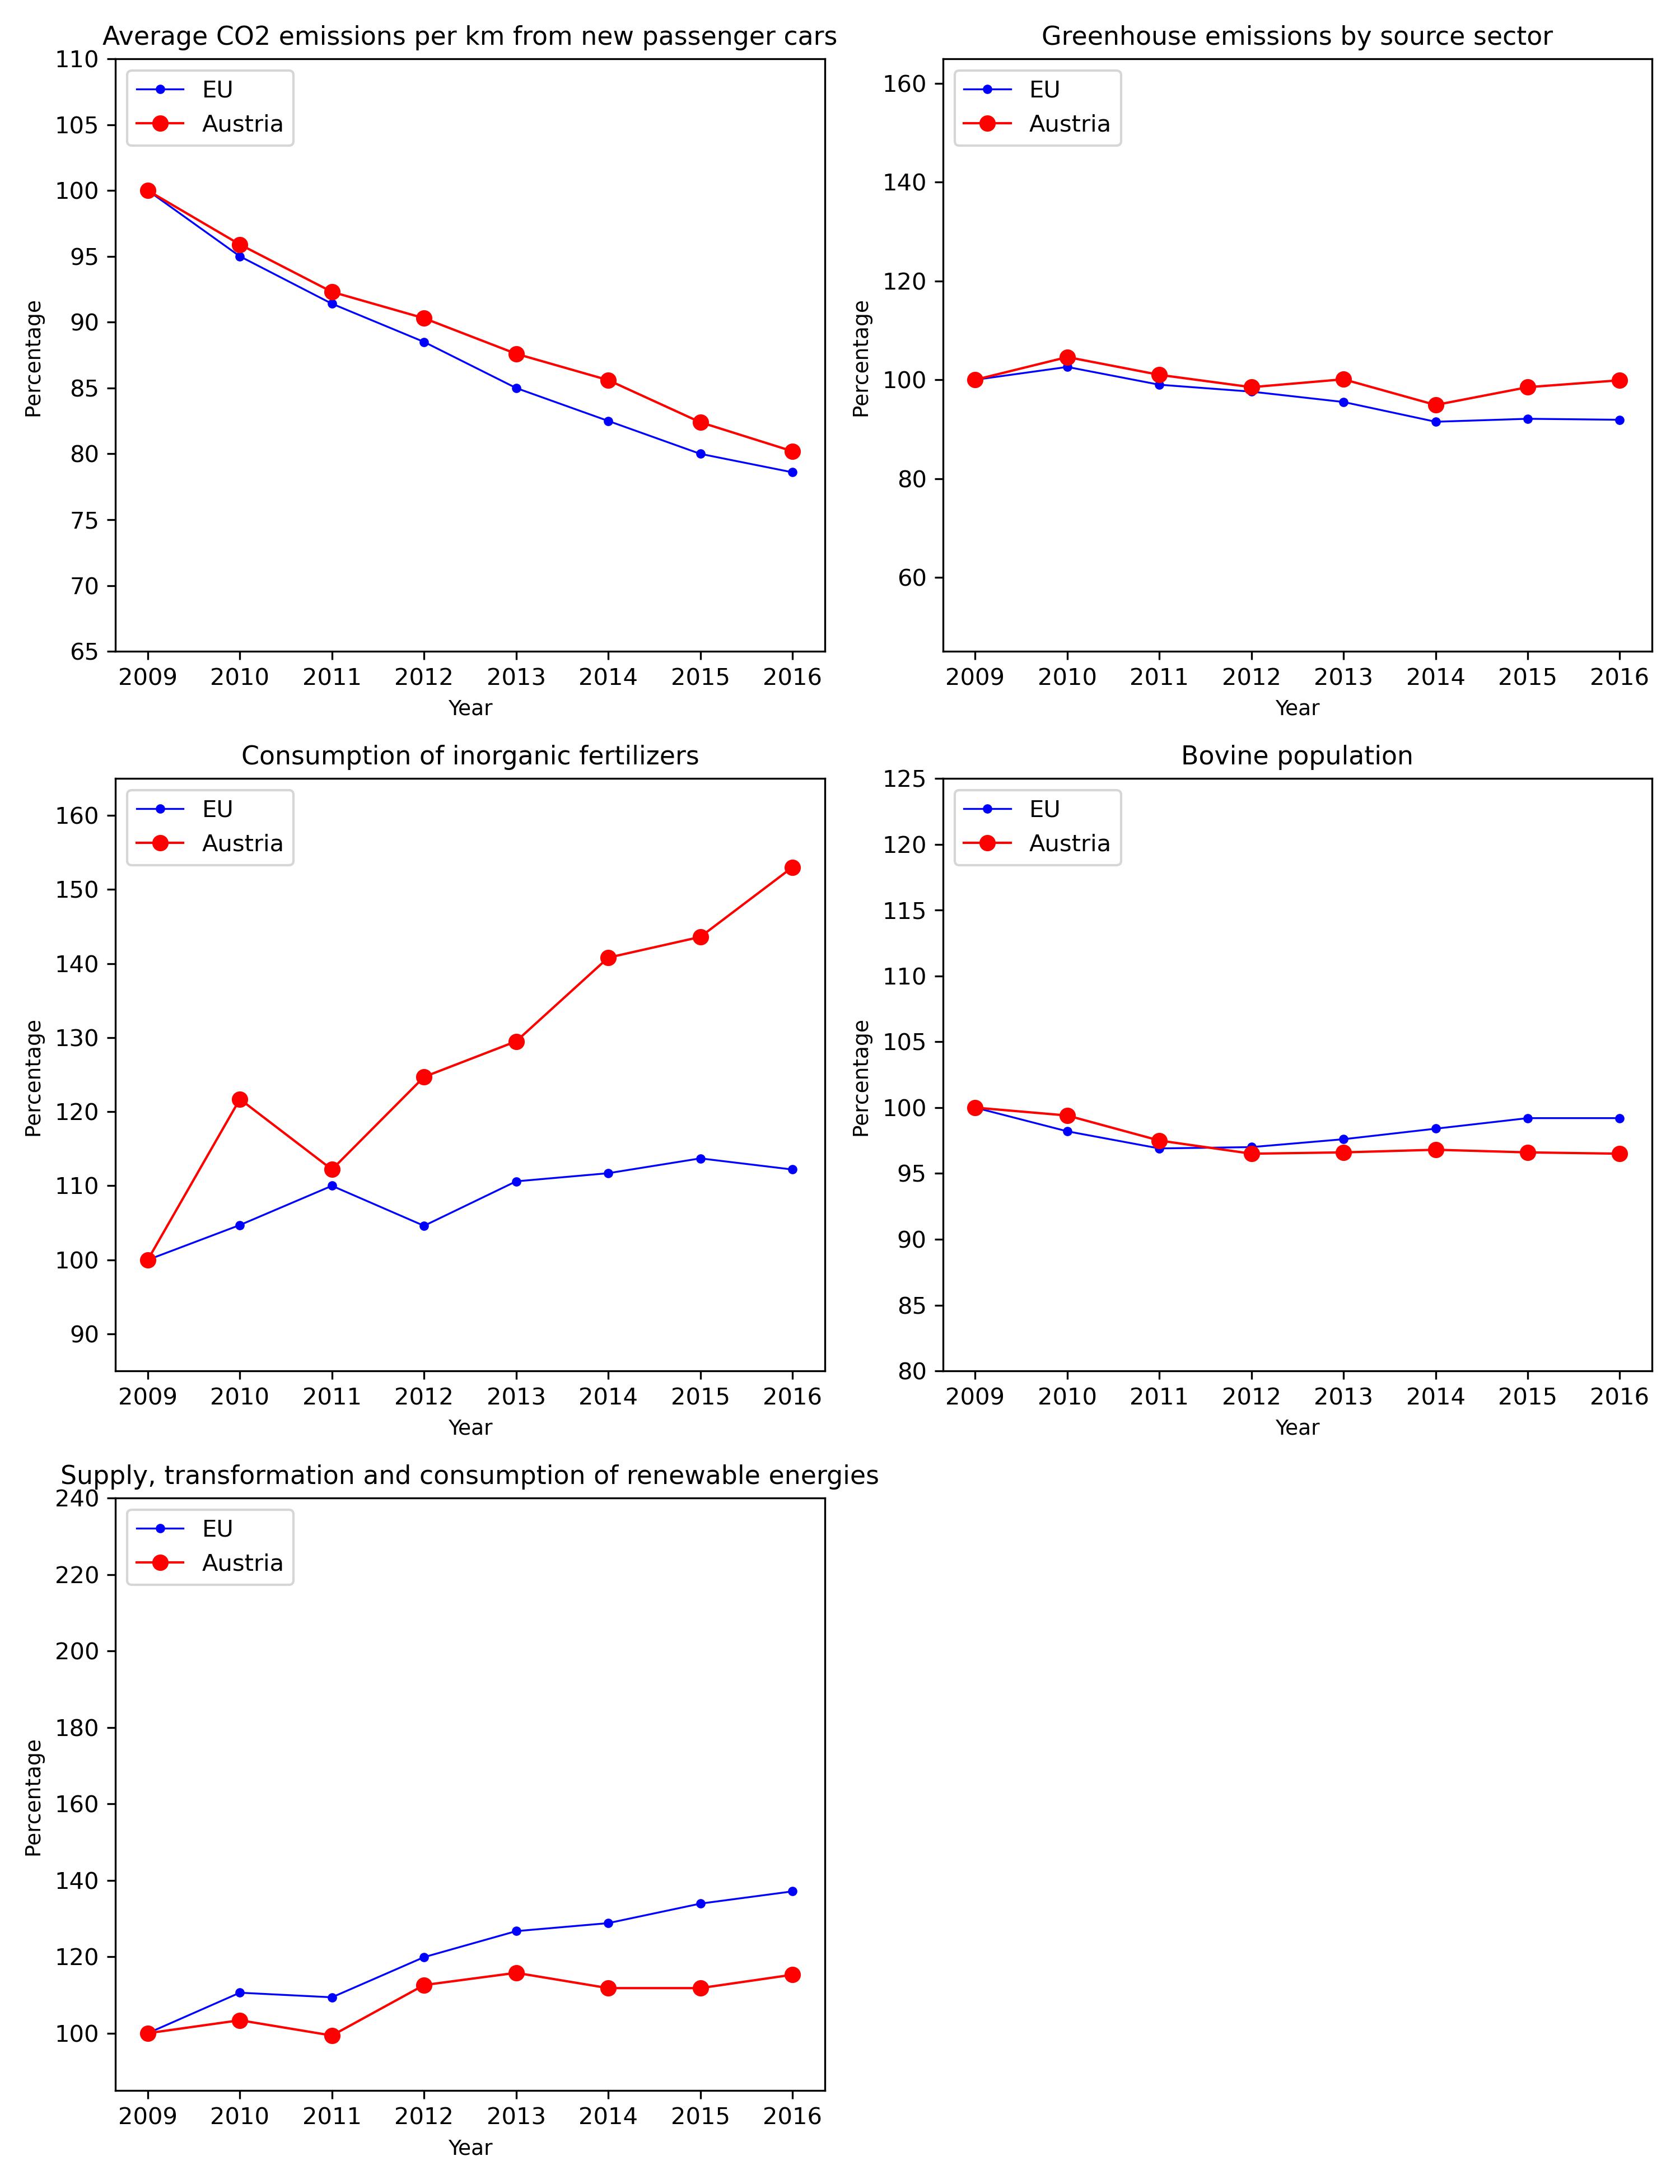 Average CO2 emissions per km from new passenger cars
110
105
100
95
90
85
80
75
70
65
Percentage
EU
Austria
2009 2010 2011 2012 2013 2014 2015 2016
Year
Greenhouse emissions by source sector
160
140
120
100
80
60
Percentage
EU
Austria
2009 2010 2011 2012 2013 2014 2015 2016
Year
Consumption of inorganic fertilizers
160
150
140
130
120
110
100
90
Percentage
EU
Austria
2009 2010 2011 2012 2013 2014 2015 2016
Year
Bovine population
125
120
115
110
105
100
95
90
85
80
Percentage
EU
Austria
2009 2010 2011 2012 2013 2014 2015 2016
Year
Supply, transformation and consumption of renewable energies
240
220
200
180
160
140
120
100
Percentage
EU
Austria
2009 2010 2011 2012 2013 2014 2015 2016
Year